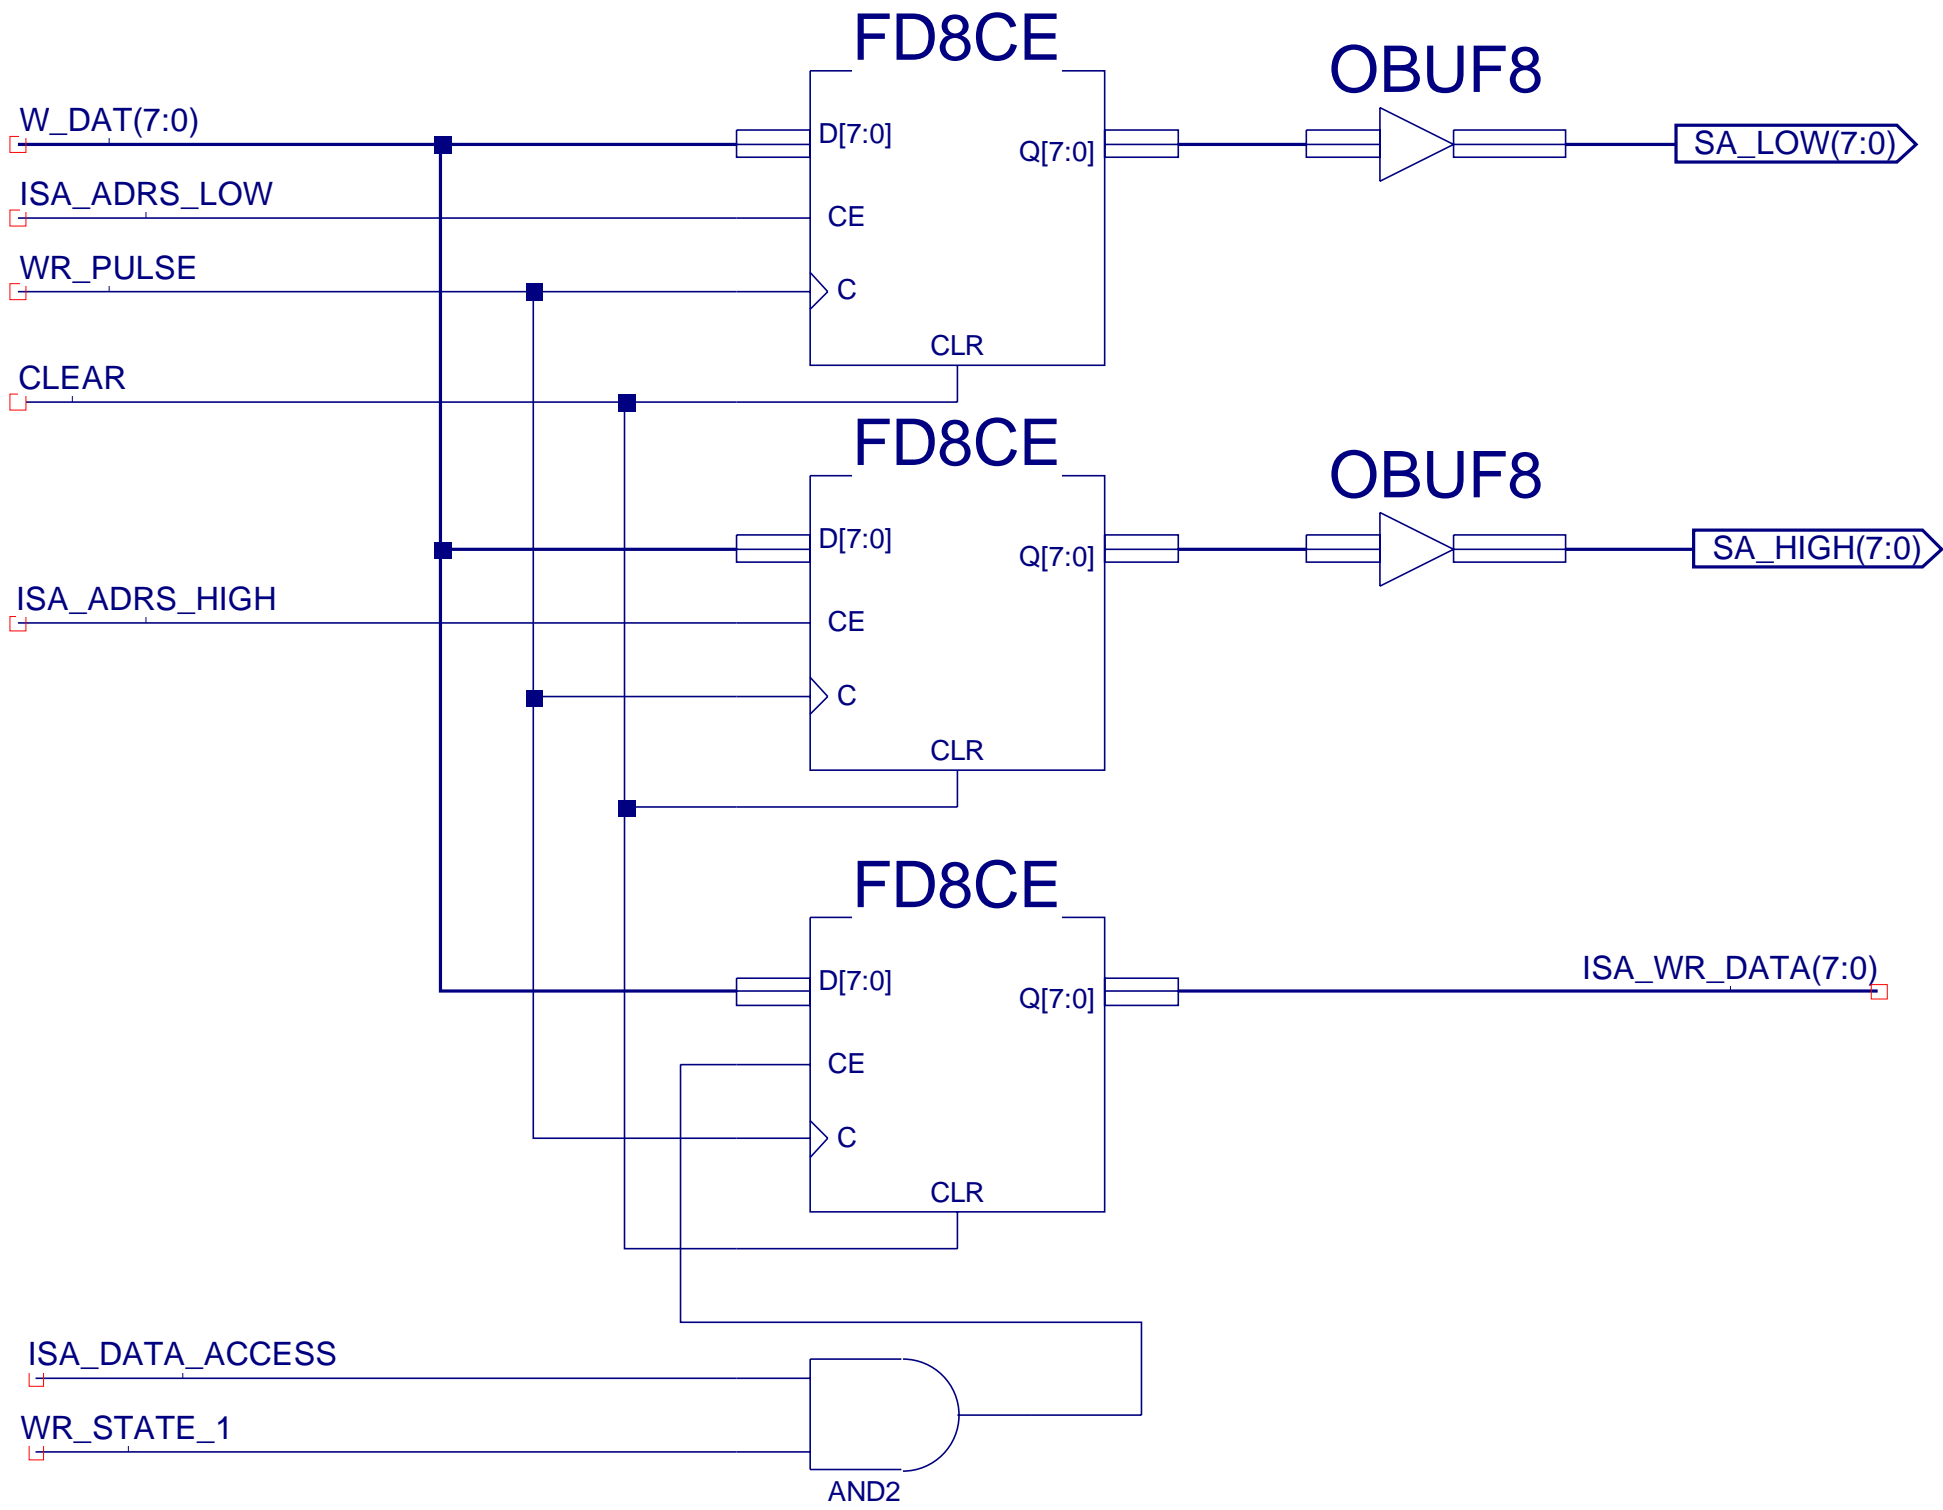 FD8CE
OBUF8
W_DAT(7:0)
D[7:0]
Q[7:0]
SA_LOW(7:0)
ISA_ADRS_LOW
CE
WR_PULSE
C
CLR
CLEAR
FD8CE
OBUF8
D[7:0]
Q[7:0]
SA_HIGH(7:0)
ISA_ADRS_HIGH
CE
C
CLR
FD8CE
D[7:0]
Q[7:0]
ISA_WR_DATA(7:0)
CE
C
CLR
ISA_DATA_ACCESS
WR_STATE_1
AND2